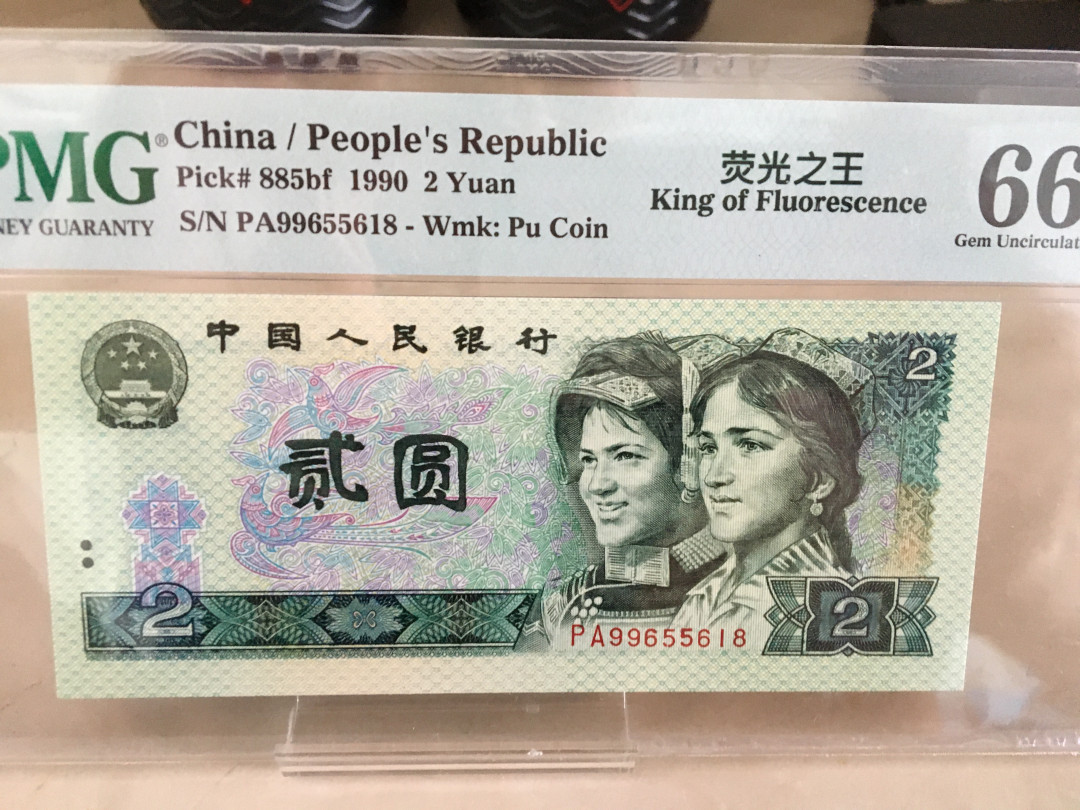 PMG®
NEY GUARANTY
China / People's Republic
Pick# 885bf 1990 2 Yuan
S/N PA99655618 - Wmk: Pu Coin
荧光之王
King of Fluorescence
66
Gem Uncirculat
中国人民银行
2
贰圆
2
PA99655618
2